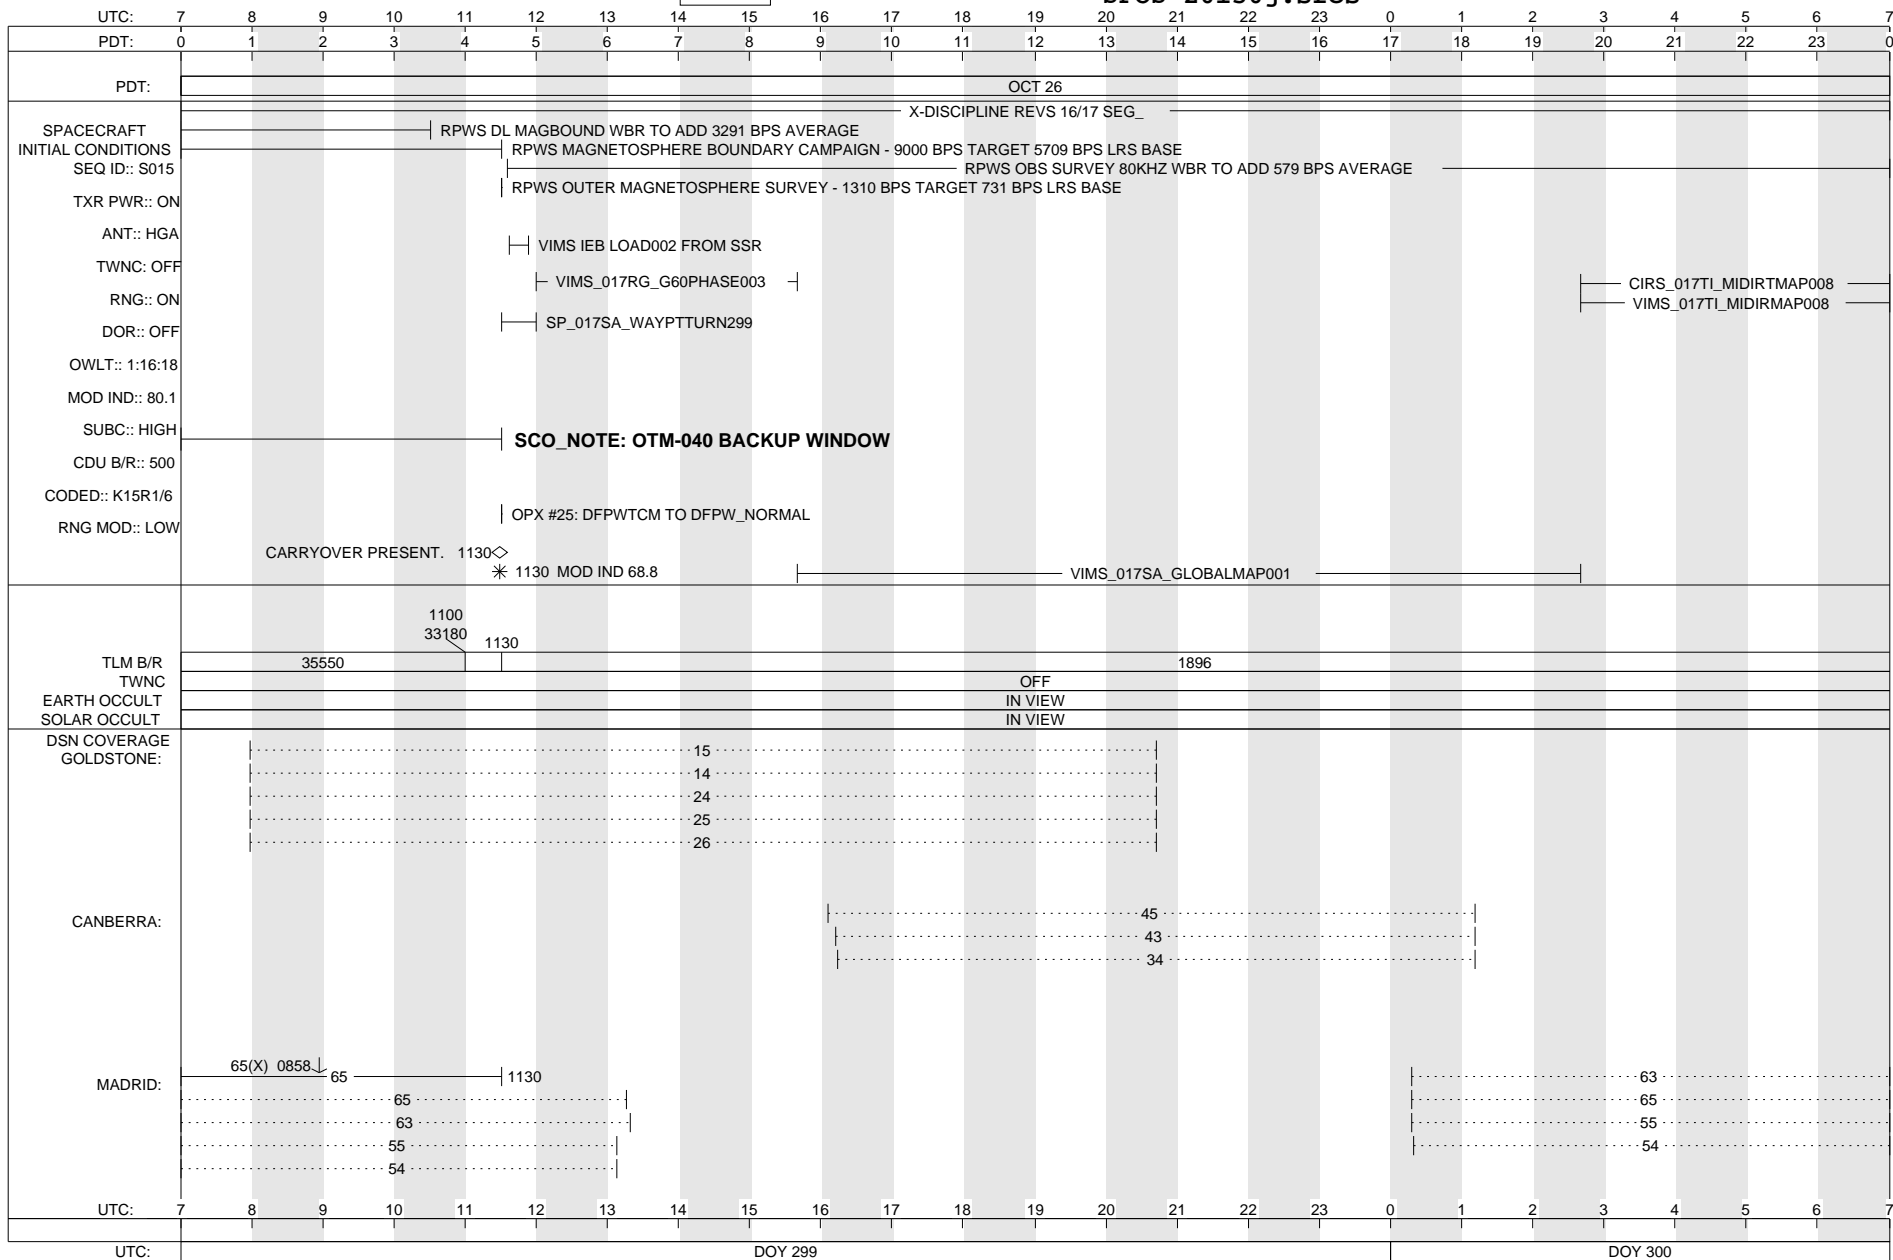 UTC: 7 8 9 10 11 12 13 14 15 16 17 18 19 20 21 22 23 0 1 2 3 4 5 6 7
PDT: 0 1 2 3 4 5 6 7 8 9 10 11 12 13 14 15 16 17 18 19 20 21 22 23 0
PDT: OCT 26
X-DISCIPLINE REVS 16/17 SEG_
SPACECRAFT
RPWS DL MAGBOUND WBR TO ADD 3291 BPS AVERAGE
INITIAL CONDITIONS
RPWS MAGNETOSPHERE BOUNDARY CAMPAIGN - 9000 BPS TARGET 5709 BPS LRS BASE
SEQ ID:: S015
RPWS OBS SURVEY 80KHZ WBR TO ADD 579 BPS AVERAGE
RPWS OUTER MAGNETOSPHERE SURVEY - 1310 BPS TARGET 731 BPS LRS BASE
TXR PWR:: ON
ANT:: HGA
VIMS IEB LOAD002 FROM SSR
TWNC: OFF
VIMS_017RG_G60PHASE003
CIRS_017TI_MIDIRTMAP008
RNG:: ON
VIMS_017TI_MIDIRMAP008
SP_017SA_WAYPTTURN299
DOR:: OFF
OWLT:: 1:16:18
MOD IND:: 80.1
SUBC:: HIGH
SCO_NOTE: OTM-040 BACKUP WINDOW
CDU B/R:: 500
CODED:: K15R1/6
OPX #25: DFPWTCM TO DFPW_NORMAL
RNG MOD:: LOW
CARRYOVER PRESENT. 1130
1130 MOD IND 68.8
VIMS_017SA_GLOBALMAP001
1100
33180
1130
TLM B/R 35550 1896
TWNC OFF
EARTH OCCULT IN VIEW
SOLAR OCCULT IN VIEW
DSN COVERAGE
GOLDSTONE:
15
14
24
25
26
CANBERRA:
45
43
34
65(X) 0858
MADRID:
65 1130 63
65 65
63 55
55 54
54
UTC: 7 8 9 10 11 12 13 14 15 16 17 18 19 20 21 22 23 0 1 2 3 4 5 6 7
UTC: DOY 299 DOY 300